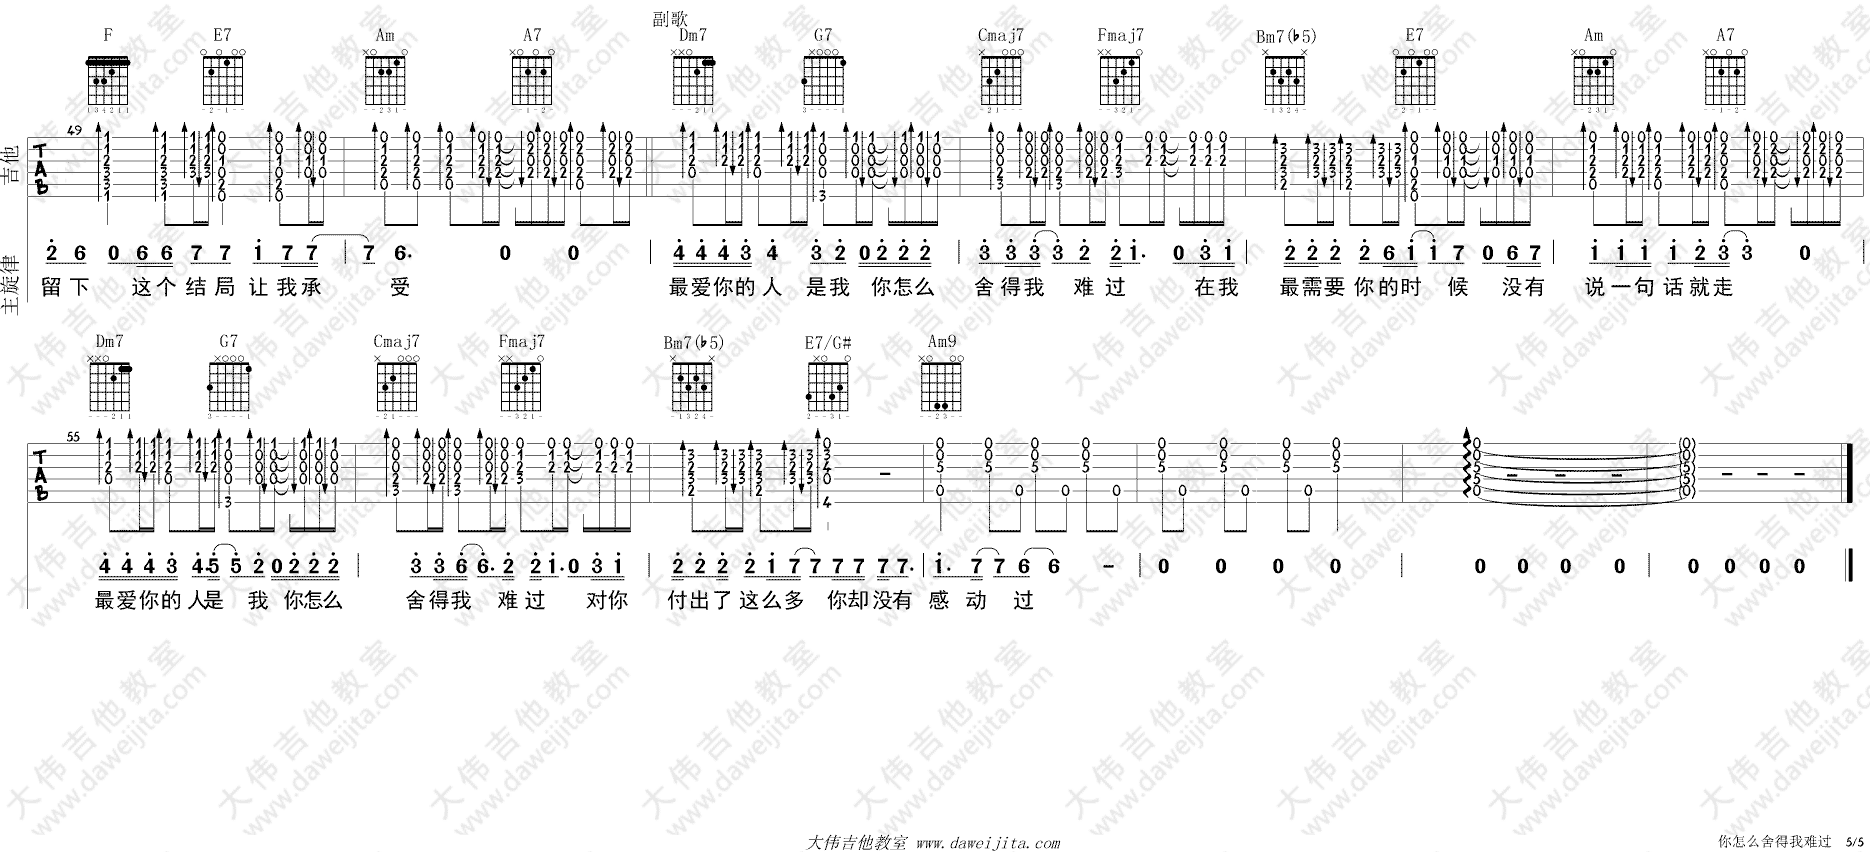 副歌
F E7 Am A7 Dm7 G7 Cmaj7 Fmaj7 Bm7(♭5) E7 Am A7
49
吉他
TAB
主旋律
2 6 0 6 6 7 7 1 7 7 7 6. 0 0 4 4 4 3 4 3 2 0 2 2 2 3 3 3 3 2 2 1. 0 3 1 2 2 2 2 6 1 1 7 0 6 7 1 1 1 1 2 3 3 0
留下 这个结局让我承 受 最爱你的人 是我 你怎么 舍得我 难过 在我 最需要你的时 候 没有 说一句话就走
Dm7 G7 Cmaj7 Fmaj7 Bm7(♭5) E7/G# Am9
55
TAB
4 4 4 3 4. 5 5 2 0 2 2 2 3 3 6 6. 2 2 1. 0 3 1 2 2 2 2 1 7 7 7 7 7 7. 1. 7 7 6 6 - 0 0 0 0 0 0 0 0 0 0 0 0
最爱你的人是 我 你怎么 舍得我 难过 对你 付出了这么多 你却没有 感动 过
大伟吉他教室 www.daweijita.com
你怎么舍得我难过 5/5